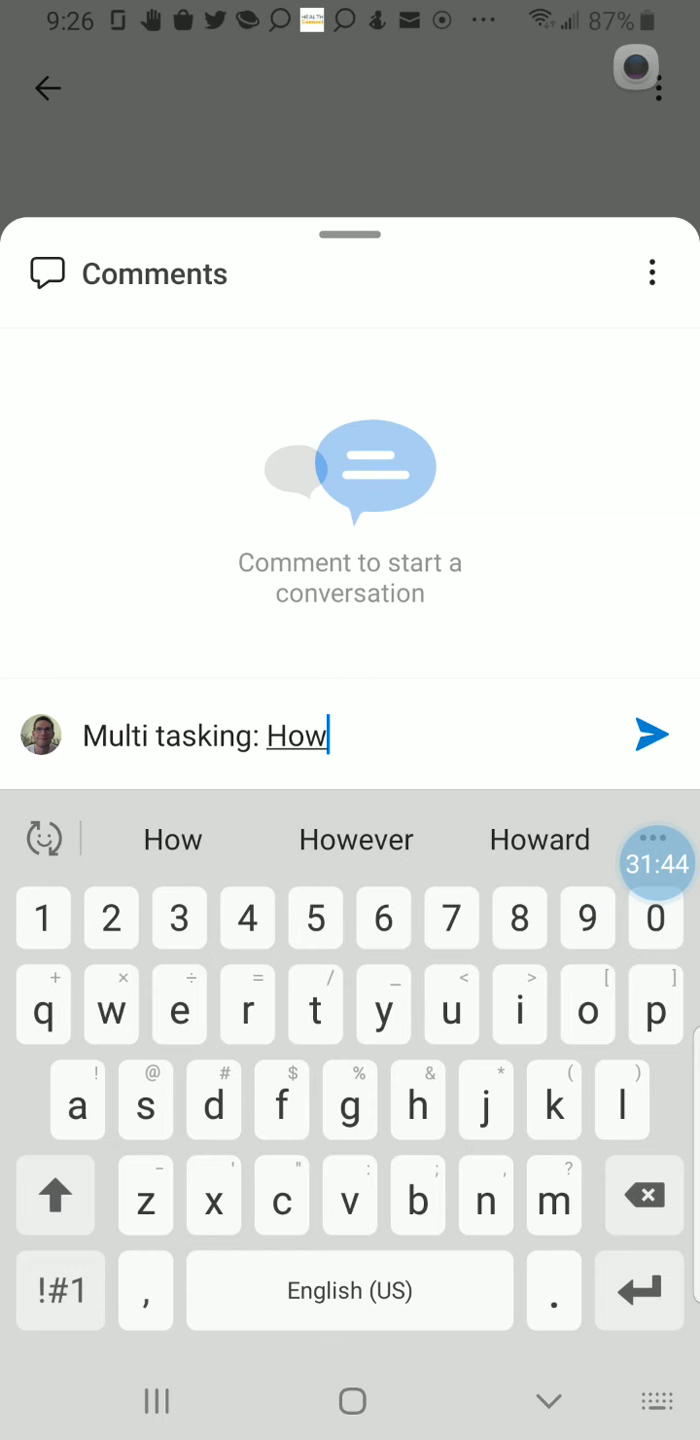 9:26 87%
Comments
Comment to start a
conversation
Multi tasking: How
How However Howard
31:44
1 2 3 4 5 6 7 8 9 0
+ × ÷ = / _ < > [ ]
q w e r t y u i o p
! @ # $ % & * ( )
a s d f g h j k l
- ' " : ; , ?
z x c v b n m
!#1 , English (US) .